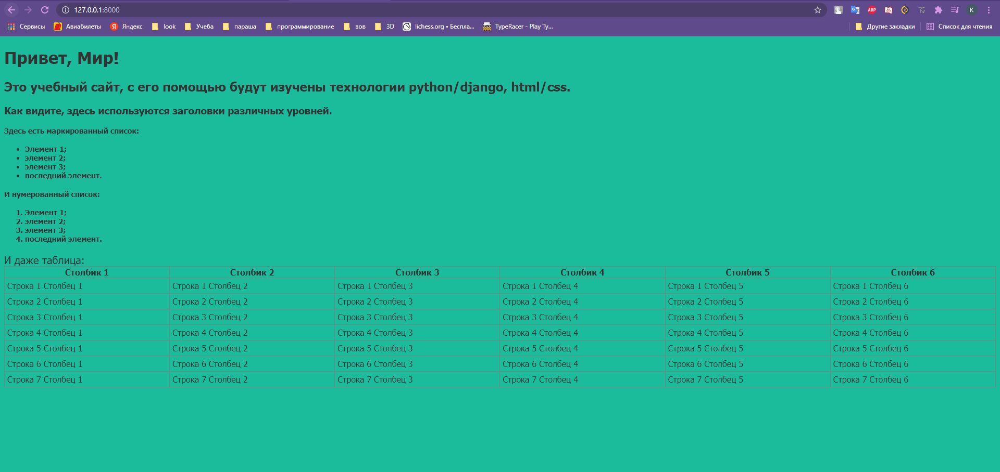 127.0.0.1:8000
Сервисы Авиабилеты Яндекс look Учеба параша программирование вов 3D lichess.org • Беспла... TypeRacer - Play Ty... Другие закладки Список для чтения
Привет, Мир!
Это учебный сайт, с его помощью будут изучены технологии python/django, html/css.
Как видите, здесь используются заголовки различных уровней.
Здесь есть маркированный список:
• Элемент 1;
• элемент 2;
• элемент 3;
• последний элемент.
И нумерованный список:
1. Элемент 1;
2. элемент 2;
3. элемент 3;
4. последний элемент.
И даже таблица:
Столбик 1 Столбик 2 Столбик 3 Столбик 4 Столбик 5 Столбик 6
Строка 1 Столбец 1 Строка 1 Столбец 2 Строка 1 Столбец 3 Строка 1 Столбец 4 Строка 1 Столбец 5 Строка 1 Столбец 6
Строка 2 Столбец 1 Строка 2 Столбец 2 Строка 2 Столбец 3 Строка 2 Столбец 4 Строка 2 Столбец 5 Строка 2 Столбец 6
Строка 3 Столбец 1 Строка 3 Столбец 2 Строка 3 Столбец 3 Строка 3 Столбец 4 Строка 3 Столбец 5 Строка 3 Столбец 6
Строка 4 Столбец 1 Строка 4 Столбец 2 Строка 4 Столбец 3 Строка 4 Столбец 4 Строка 4 Столбец 5 Строка 4 Столбец 6
Строка 5 Столбец 1 Строка 5 Столбец 2 Строка 5 Столбец 3 Строка 5 Столбец 4 Строка 5 Столбец 5 Строка 5 Столбец 6
Строка 6 Столбец 1 Строка 6 Столбец 2 Строка 6 Столбец 3 Строка 6 Столбец 4 Строка 6 Столбец 5 Строка 6 Столбец 6
Строка 7 Столбец 1 Строка 7 Столбец 2 Строка 7 Столбец 3 Строка 7 Столбец 4 Строка 7 Столбец 5 Строка 7 Столбец 6